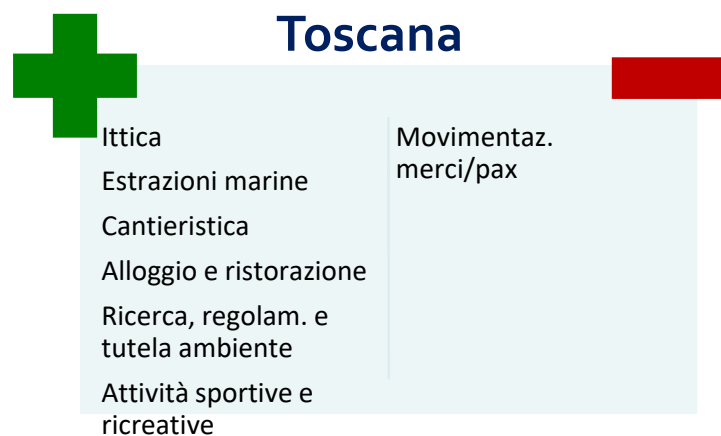 Toscana
Ittica
Estrazioni marine
Cantieristica
Alloggio e ristorazione
Ricerca, regolam. e
tutela ambiente
Attività sportive e
ricreative
Movimentaz.
merci/pax